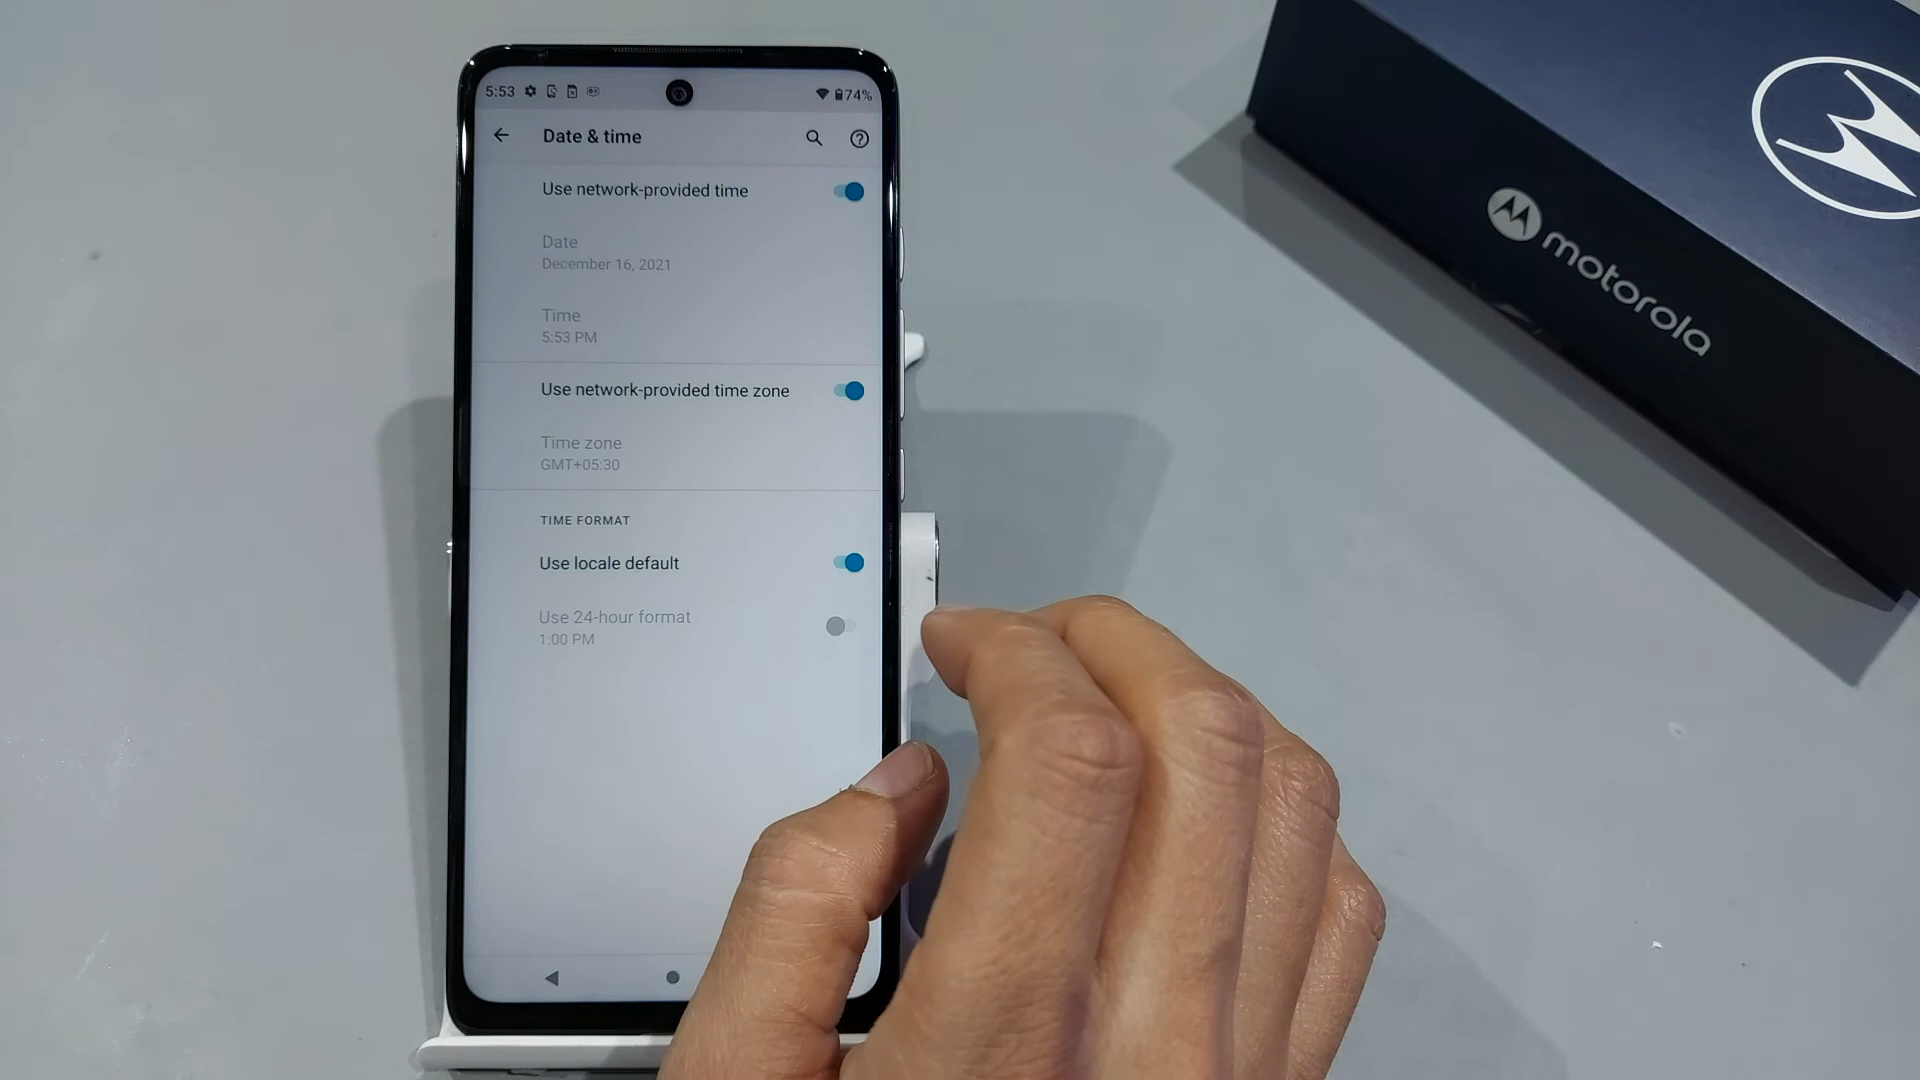 5:53
74%
Date & time
Use network-provided time
Date
December 16, 2021
Time
5:53 PM
Use network-provided time zone
Time zone
GMT+05:30
TIME FORMAT
Use locale default
Use 24-hour format
1:00 PM
motorola